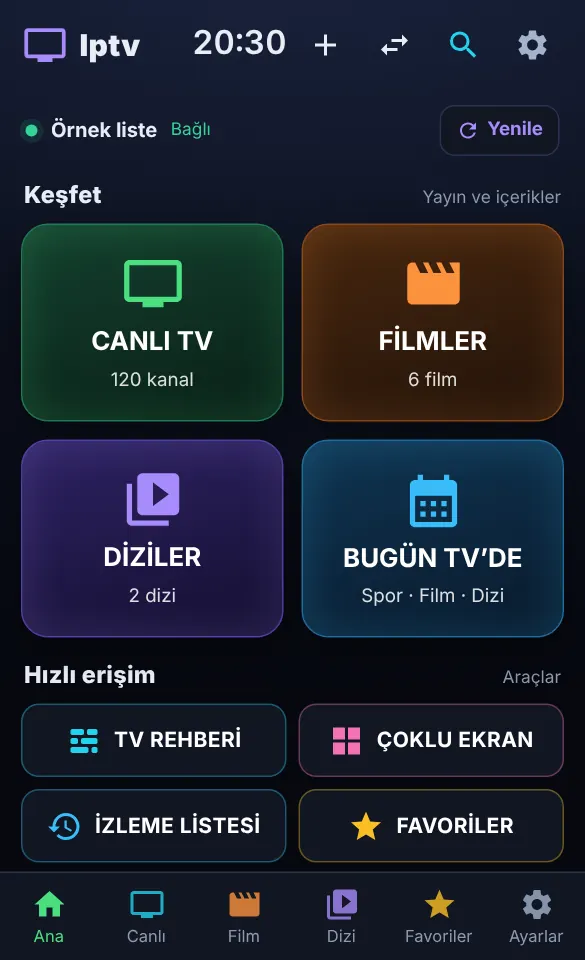 Iptv 20:30
Örnek liste Bağlı Yenile
Keşfet Yayın ve içerikler
CANLI TV
120 kanal
FİLMLER
6 film
DİZİLER
2 dizi
BUGÜN TV’DE
Spor · Film · Dizi
Hızlı erişim Araçlar
TV REHBERİ
ÇOKLU EKRAN
İZLEME LİSTESİ
FAVORİLER
Ana Canlı Film Dizi Favoriler Ayarlar